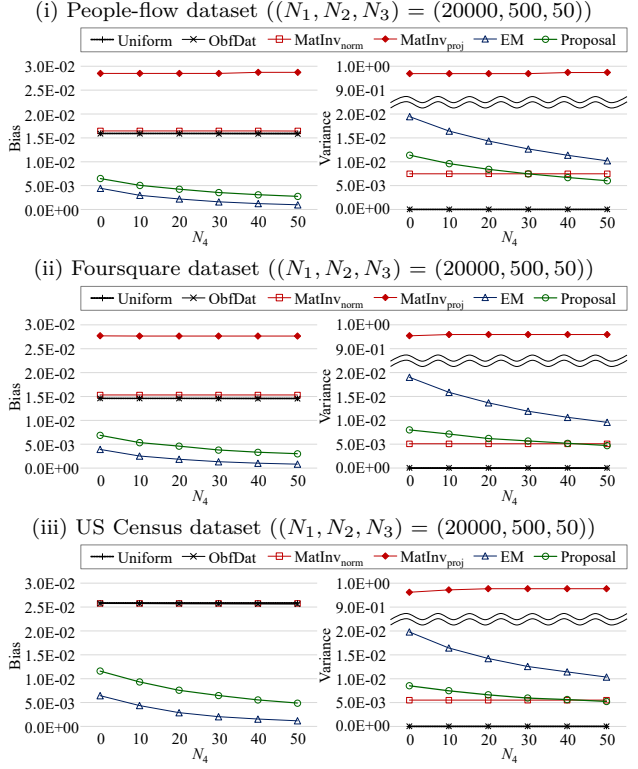 (i) People-flow dataset ((N1, N2, N3) = (20000, 500, 50))
Uniform ObfDat MatInvnorm MatInvproj EM Proposal
Bias
3.0E-02
2.5E-02
2.0E-02
1.5E-02
1.0E-02
5.0E-03
0.0E+00
0 10 20 30 40 50
N4
Variance
1.0E+00
9.0E-01
2.0E-02
1.5E-02
1.0E-02
5.0E-03
0.0E+00
0 10 20 30 40 50
N4
(ii) Foursquare dataset ((N1, N2, N3) = (20000, 500, 50))
Uniform ObfDat MatInvnorm MatInvproj EM Proposal
Bias
3.0E-02
2.5E-02
2.0E-02
1.5E-02
1.0E-02
5.0E-03
0.0E+00
0 10 20 30 40 50
N4
Variance
1.0E+00
9.0E-01
2.0E-02
1.5E-02
1.0E-02
5.0E-03
0.0E+00
0 10 20 30 40 50
N4
(iii) US Census dataset ((N1, N2, N3) = (20000, 500, 50))
Uniform ObfDat MatInvnorm MatInvproj EM Proposal
Bias
3.0E-02
2.5E-02
2.0E-02
1.5E-02
1.0E-02
5.0E-03
0.0E+00
0 10 20 30 40 50
N4
Variance
1.0E+00
9.0E-01
2.0E-02
1.5E-02
1.0E-02
5.0E-03
0.0E+00
0 10 20 30 40 50
N4